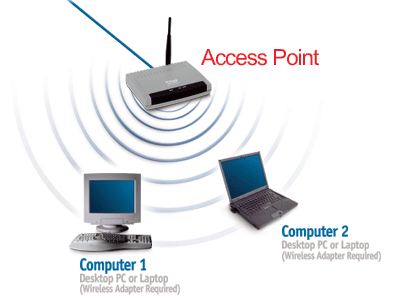 Access Point
Computer 1
Desktop PC or Laptop
(Wireless Adapter Required)
Computer 2
Desktop PC or Laptop
(Wireless Adapter Required)